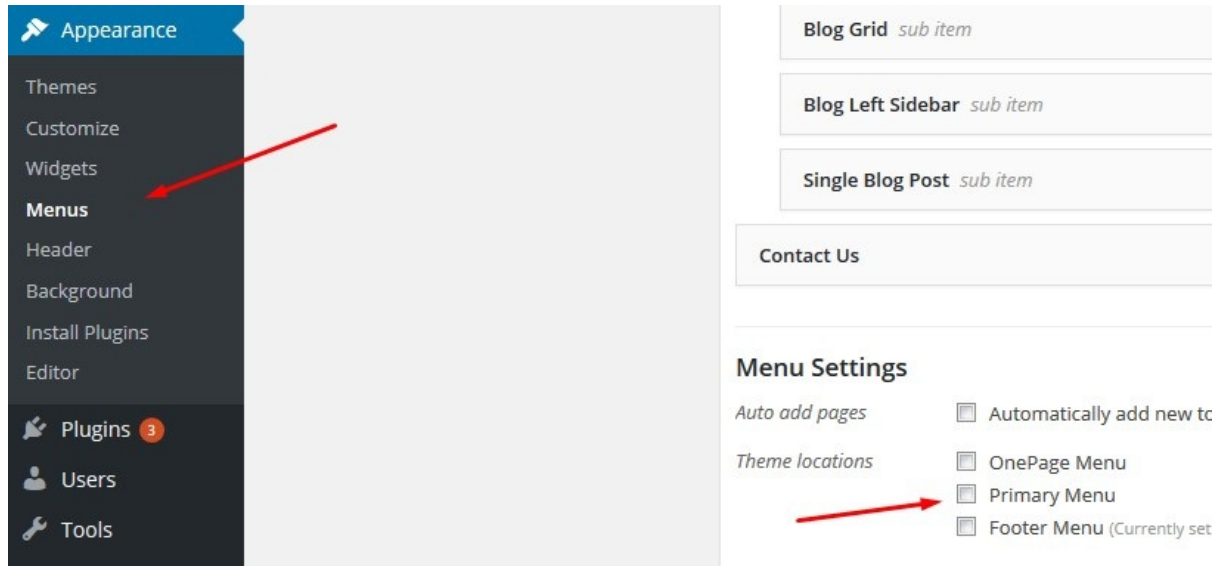 Appearance
Themes
Customize
Widgets
Menus
Header
Background
Install Plugins
Editor
Plugins 3
Users
Tools
Blog Grid sub item
Blog Left Sidebar sub item
Single Blog Post sub item
Contact Us
Menu Settings
Auto add pages
Automatically add new to
Theme locations
OnePage Menu
Primary Menu
Footer Menu (Currently set